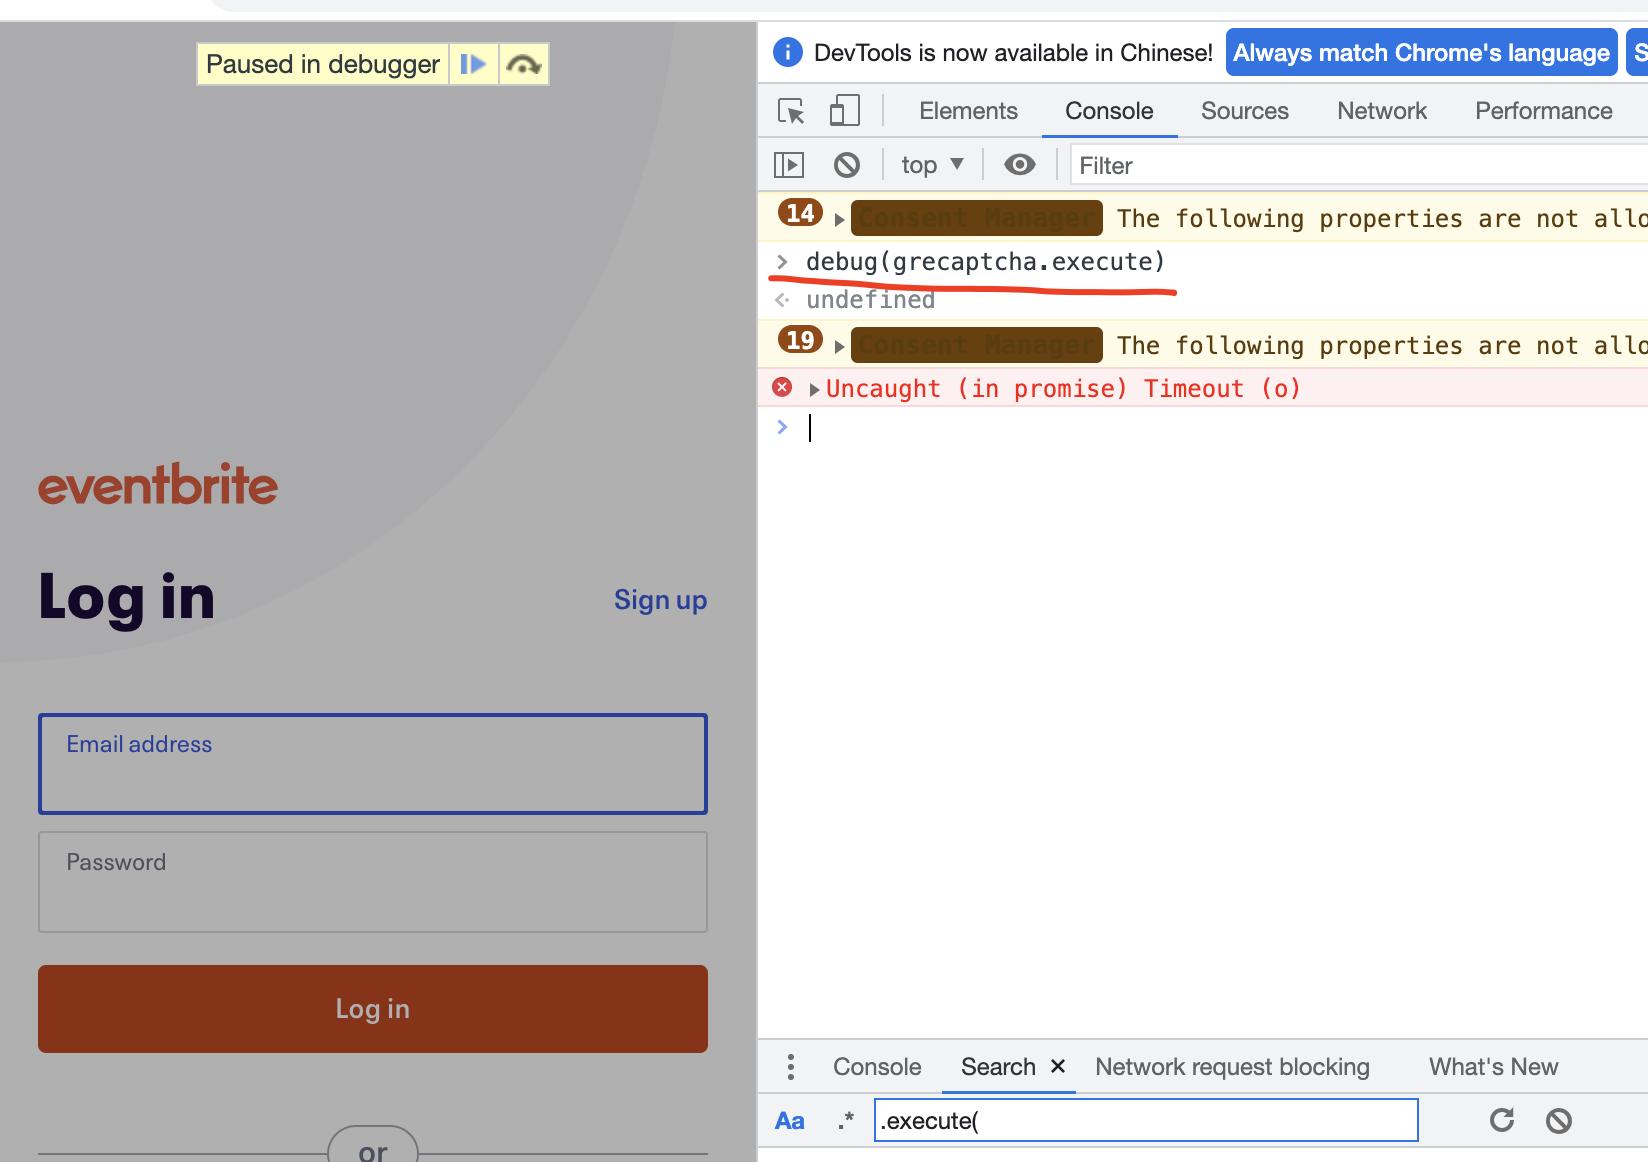 Paused in debugger
eventbrite
Log in
Sign up
Email address
Password
Log in
or
DevTools is now available in Chinese! Always match Chrome's language S
Elements Console Sources Network Performance
top Filter
14 Consent Manager The following properties are not allo
> debug(grecaptcha.execute)
undefined
19 Consent Manager The following properties are not allo
Uncaught (in promise) Timeout (o)
>
Console Search × Network request blocking What's New
Aa .* .execute(